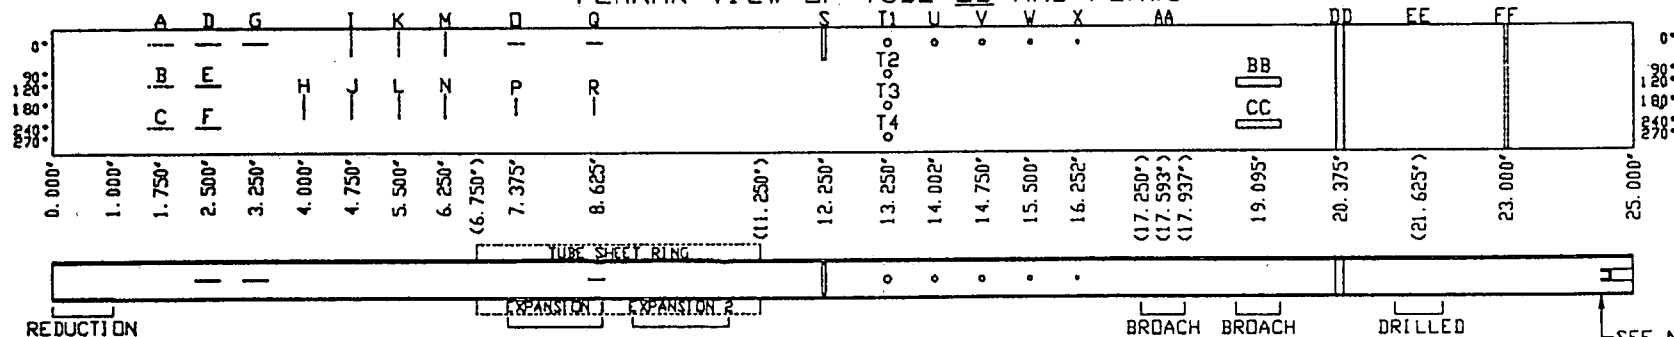 A D G I K M O Q S T1 U V W X AA DD EE FF
0° 0°
T2
90° B E BB 90°
120° H J L N P R T3 120°
180° 180°
C F CC
240° T4 240°
270° 270°
0.000" 1.000" 1.750" 2.500" 3.250" 4.000" 4.750" 5.500" 6.250" (6.750") 7.375" 8.625" (11.250") 12.250" 13.250" 14.002" 14.750" 15.500" 16.252" (17.250") (17.593") (17.937") 19.095" 20.375" (21.625") 23.000" 25.000"
TUBE SHEET RING
EXPANSION 1 EXPANSION 2
REDUCTION BROACH BROACH DRILLED
SEE